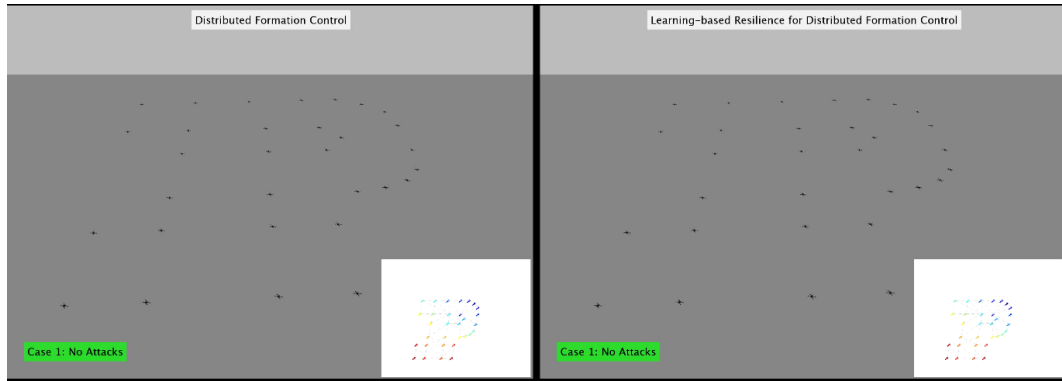 Distributed Formation Control
Learning-based Resilience for Distributed Formation Control
Case 1: No Attacks
Case 1: No Attacks